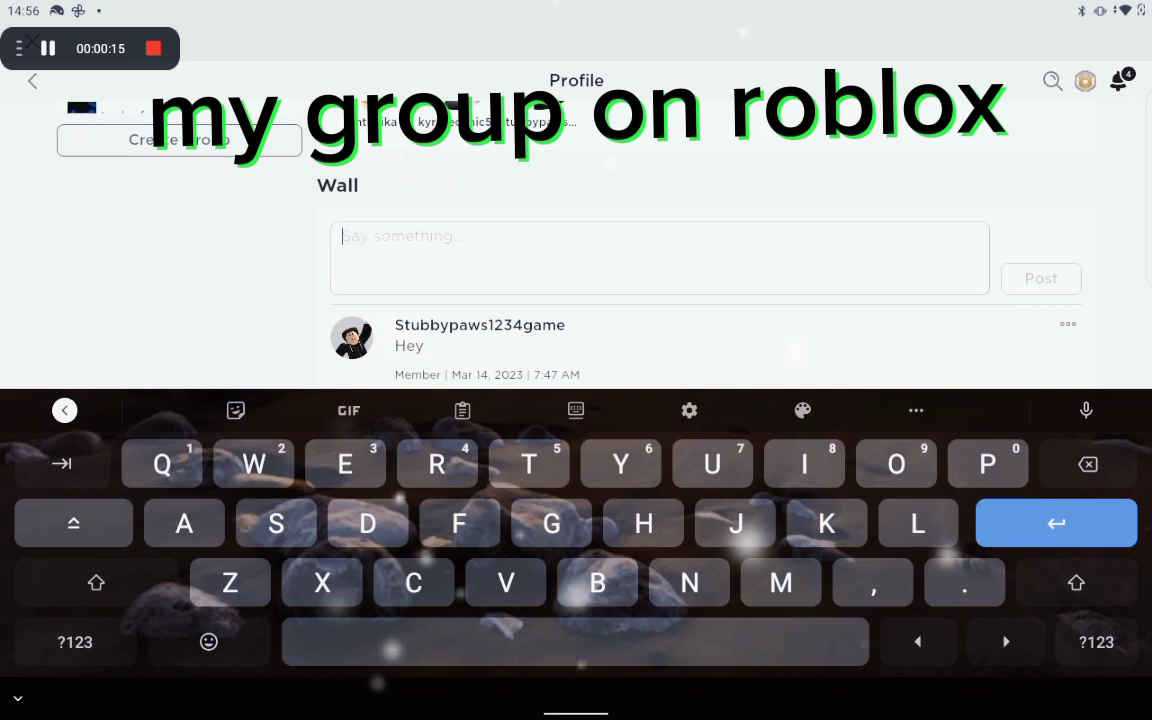 14:56
00:00:15
Profile
4
my group on roblox
Wall
Say something...
Post
Stubbypaws1234game
Hey
Member | Mar 14, 2023 | 7:47 AM
GIF
Q 1 W 2 E 3 R 4 T 5 Y 6 U 7 I 8 O 9 P 0
A S D F G H J K L
Z X C V B N M , .
?123 ?123